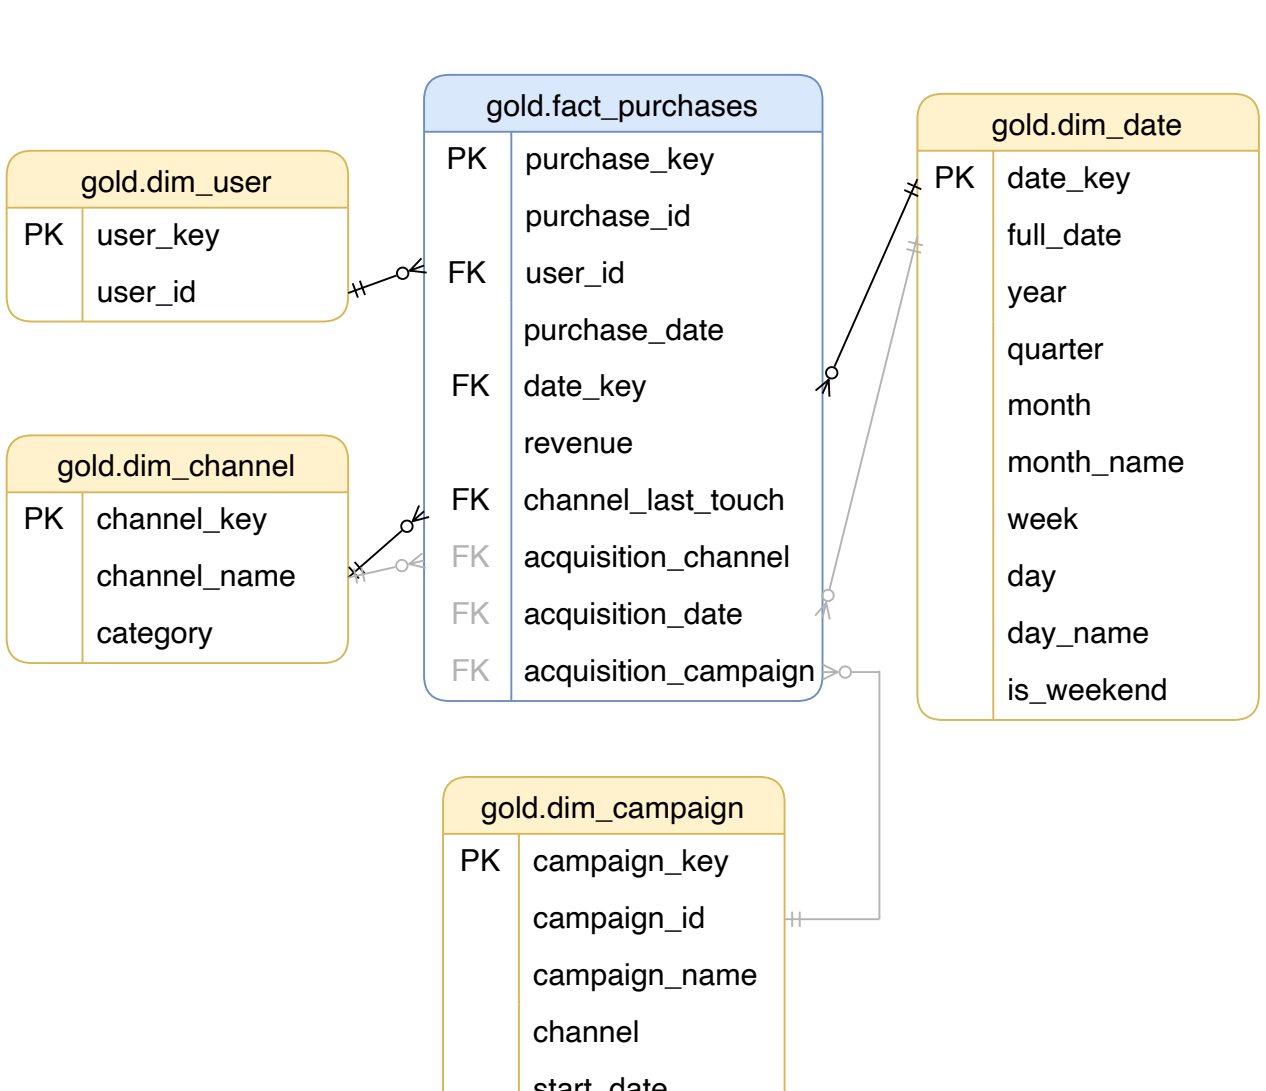 gold.fact_purchases
PK purchase_key
purchase_id
FK user_id
purchase_date
FK date_key
revenue
FK channel_last_touch
FK acquisition_channel
FK acquisition_date
FK acquisition_campaign
gold.dim_user
PK user_key
user_id
gold.dim_channel
PK channel_key
channel_name
category
gold.dim_date
PK date_key
full_date
year
quarter
month
month_name
week
day
day_name
is_weekend
gold.dim_campaign
PK campaign_key
campaign_id
campaign_name
channel
start_date